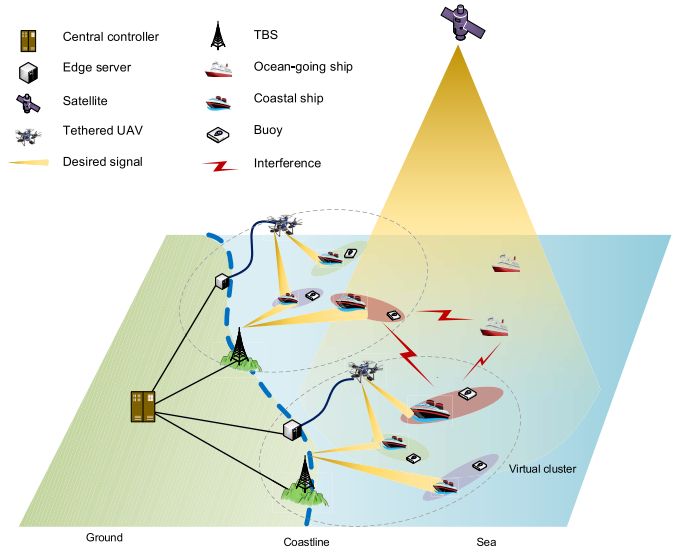 Central controller
TBS
Edge server
Ocean-going ship
Satellite
Coastal ship
Tethered UAV
Buoy
Desired signal
Interference
Virtual cluster
Ground
Coastline
Sea